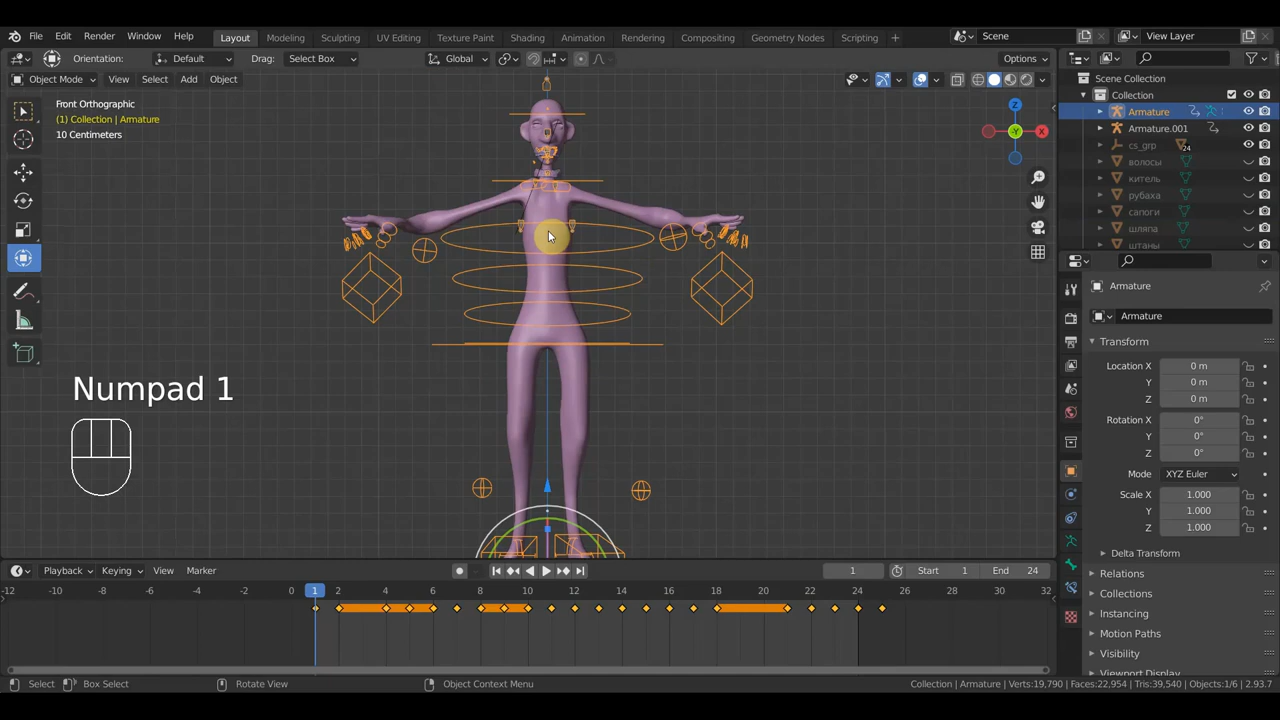 File Edit Render Window Help Layout Modeling Sculpting UV Editing Texture Paint Shading Animation Rendering Compositing Geometry Nodes Scripting + Scene View Layer
Orientation: Default Drag: Select Box Global Options
Object Mode View Select Add Object
Front Orthographic
(1) Collection | Armature
10 Centimeters
Z
X
-Y
Numpad 1
Scene Collection
Collection
Armature
Armature.001
cs_grp 24
волосы
китель
рубаха
сапоги
шляпа
штаны
Armature
Armature
Transform
Location X 0 m
Y 0 m
Z 0 m
Rotation X 0°
Y 0°
Z 0°
Mode XYZ Euler
Scale X 1.000
Y 1.000
Z 1.000
Delta Transform
Relations
Collections
Instancing
Motion Paths
Visibility
Viewport Display
Playback Keying View Marker 1 Start 1 End 24
-12 -10 -8 -6 -4 -2 0 1 2 4 6 8 10 12 14 16 18 20 22 24 26 28 30 32
Select Box Select Rotate View Object Context Menu Collection | Armature | Verts:19,790 | Faces:22,954 | Tris:39,540 | Objects:1/6 | 2.93.7